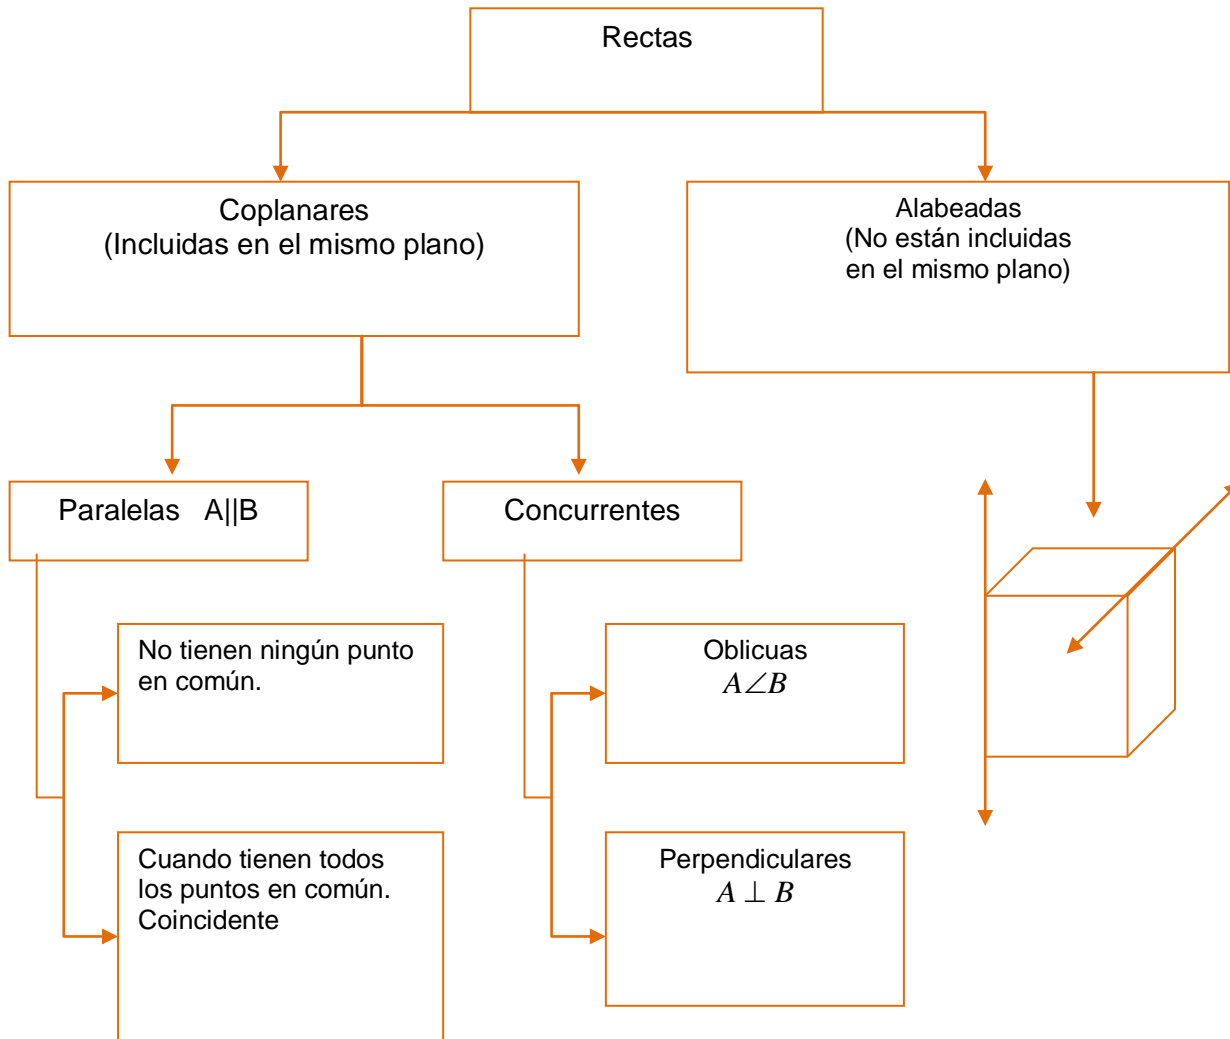 Rectas
Coplanares
(Incluidas en el mismo plano)
Alabeadas
(No están incluidas
en el mismo plano)
Paralelas A||B
Concurrentes
No tienen ningún punto
en común.
Oblicuas
A∠B
Cuando tienen todos
los puntos en común.
Coincidente
Perpendiculares
A ⊥ B